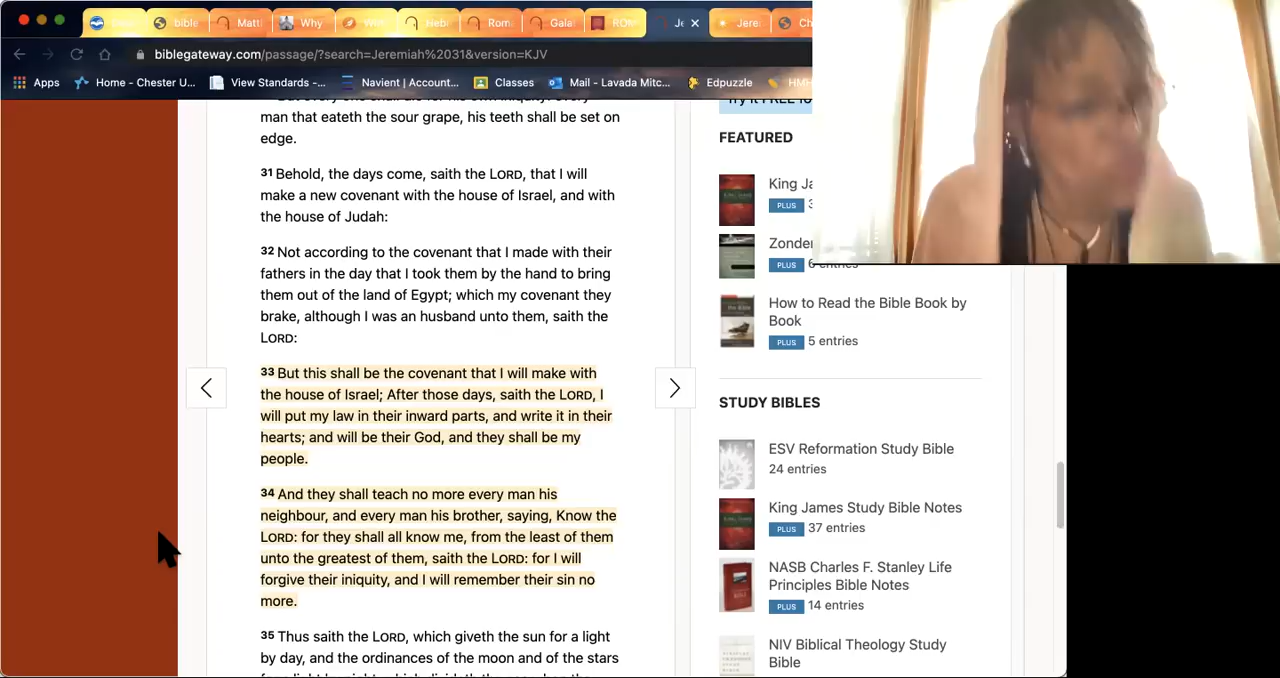 bible
Matt
Why
Heb
Rom
Gala
ROM
Je
Jere
Ch
biblegateway.com/passage/?search=Jeremiah%2031&version=KJV
Apps
Home - Chester U...
View Standards -...
Navient | Account...
Classes
Mail - Lavada Mitc...
Edpuzzle
HMH
man that eateth the sour grape, his teeth shall be set on
edge.
31 Behold, the days come, saith the LORD, that I will
make a new covenant with the house of Israel, and with
the house of Judah:
32 Not according to the covenant that I made with their
fathers in the day that I took them by the hand to bring
them out of the land of Egypt; which my covenant they
brake, although I was an husband unto them, saith the
LORD:
33 But this shall be the covenant that I will make with
the house of Israel; After those days, saith the LORD, I
will put my law in their inward parts, and write it in their
hearts; and will be their God, and they shall be my
people.
34 And they shall teach no more every man his
neighbour, and every man his brother, saying, Know the
LORD: for they shall all know me, from the least of them
unto the greatest of them, saith the LORD: for I will
forgive their iniquity, and I will remember their sin no
more.
35 Thus saith the LORD, which giveth the sun for a light
by day, and the ordinances of the moon and of the stars
FEATURED
King Ja
PLUS 3
Zonder
PLUS 6 entries
How to Read the Bible Book by
Book
PLUS 5 entries
STUDY BIBLES
ESV Reformation Study Bible
24 entries
King James Study Bible Notes
PLUS 37 entries
NASB Charles F. Stanley Life
Principles Bible Notes
PLUS 14 entries
NIV Biblical Theology Study
Bible